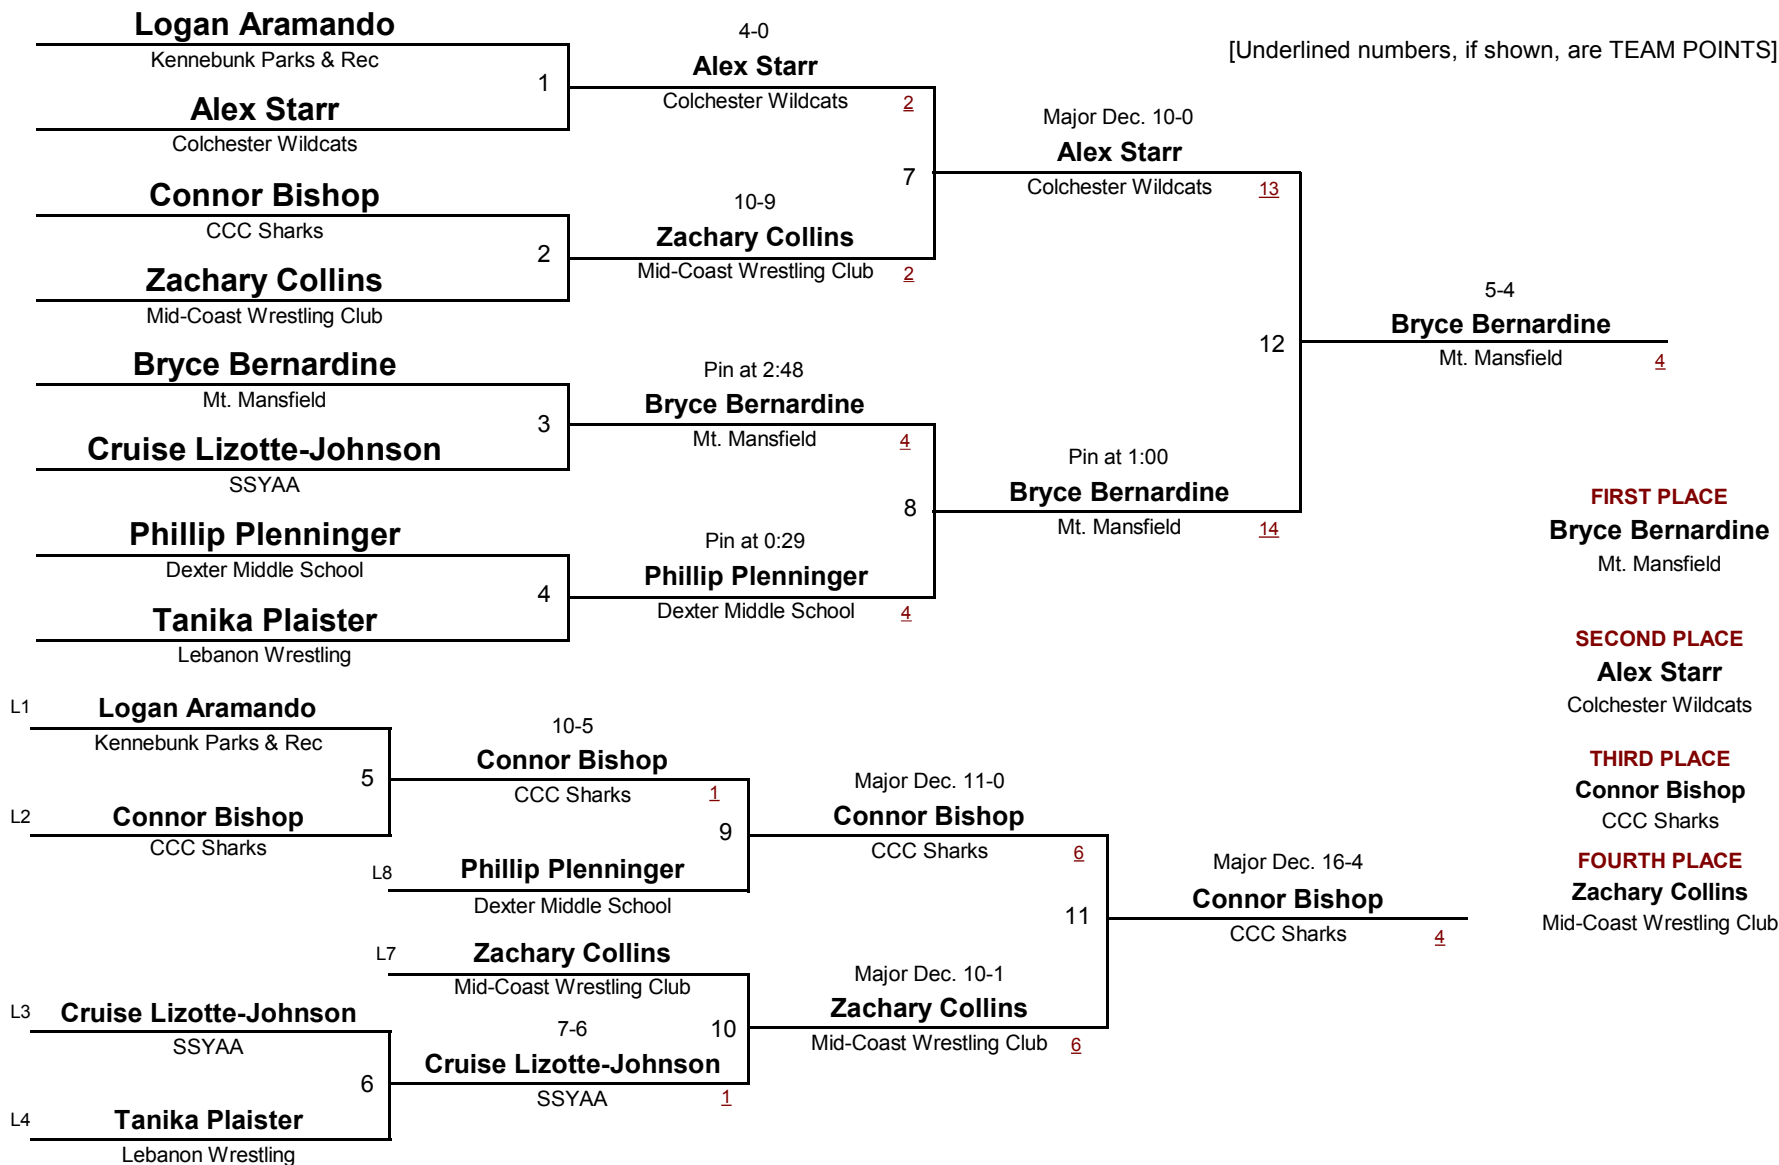 [Underlined numbers, if shown, are TEAM POINTS]
Logan Aramando
Kennebunk Parks & Rec
1
Alex Starr
Colchester Wildcats
Connor Bishop
CCC Sharks
2
Zachary Collins
Mid-Coast Wrestling Club
Bryce Bernardine
Mt. Mansfield
3
Cruise Lizotte-Johnson
SSYAA
Phillip Plenninger
Dexter Middle School
4
Tanika Plaister
Lebanon Wrestling
4-0
Alex Starr
Colchester Wildcats 2
7
10-9
Zachary Collins
Mid-Coast Wrestling Club 2
Pin at 2:48
Bryce Bernardine
Mt. Mansfield 4
8
Pin at 0:29
Phillip Plenninger
Dexter Middle School 4
Major Dec. 10-0
Alex Starr
Colchester Wildcats 13
12
Pin at 1:00
Bryce Bernardine
Mt. Mansfield 14
5-4
Bryce Bernardine
Mt. Mansfield 4
L1 Logan Aramando
Kennebunk Parks & Rec
5
L2 Connor Bishop
CCC Sharks
L3 Cruise Lizotte-Johnson
SSYAA
6
L4 Tanika Plaister
Lebanon Wrestling
10-5
Connor Bishop
CCC Sharks 1
9
L8 Phillip Plenninger
Dexter Middle School
L7 Zachary Collins
Mid-Coast Wrestling Club
7-6 10
Cruise Lizotte-Johnson
SSYAA 1
Major Dec. 11-0
Connor Bishop
CCC Sharks 6
11
Major Dec. 10-1
Zachary Collins
Mid-Coast Wrestling Club 6
Major Dec. 16-4
Connor Bishop
CCC Sharks 4
FIRST PLACE
Bryce Bernardine
Mt. Mansfield
SECOND PLACE
Alex Starr
Colchester Wildcats
THIRD PLACE
Connor Bishop
CCC Sharks
FOURTH PLACE
Zachary Collins
Mid-Coast Wrestling Club